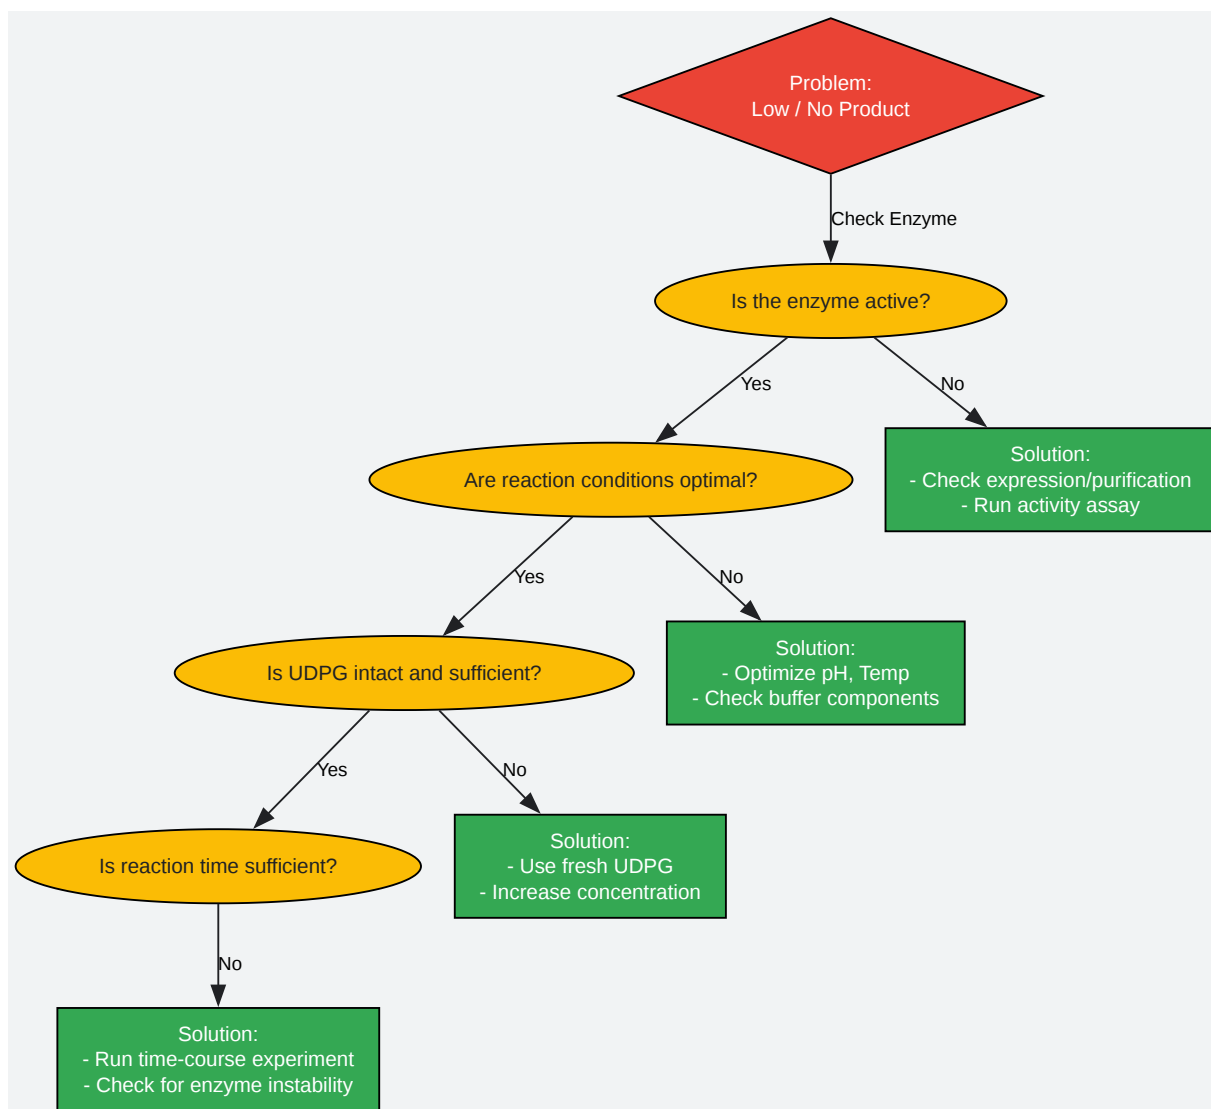 Problem:
Low / No Product
Check Enzyme
Is the enzyme active?
Yes
No
Solution:
- Check expression/purification
- Run activity assay
Are reaction conditions optimal?
Yes
No
Solution:
- Optimize pH, Temp
- Check buffer components
Is UDPG intact and sufficient?
Yes
No
Solution:
- Use fresh UDPG
- Increase concentration
Is reaction time sufficient?
No
Solution:
- Run time-course experiment
- Check for enzyme instability